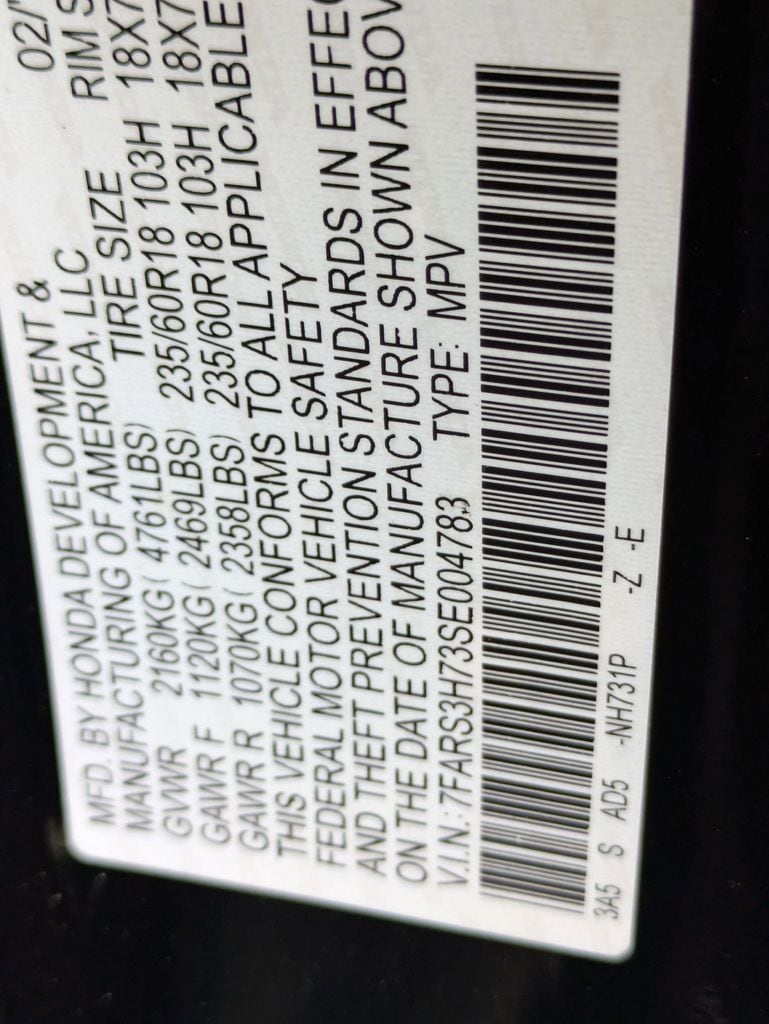 MFD. BY HONDA DEVELOPMENT & 02/
MANUFACTURING OF AMERICA, LLC
TIRE SIZE RIM S
GVWR 2160KG( 4761LBS)
GAWR F 1120KG( 2469LBS) 235/60R18 103H 18X7
GAWR R 1070KG( 2358LBS) 235/60R18 103H 18X7
THIS VEHICLE CONFORMS TO ALL APPLICABLE
FEDERAL MOTOR VEHICLE SAFETY
AND THEFT PREVENTION STANDARDS IN EFFEC
ON THE DATE OF MANUFACTURE SHOWN ABOV
V.I.N.: 7FARS3H73SE004783 TYPE: MPV
3A5 S AD5 -NH731P -Z -E